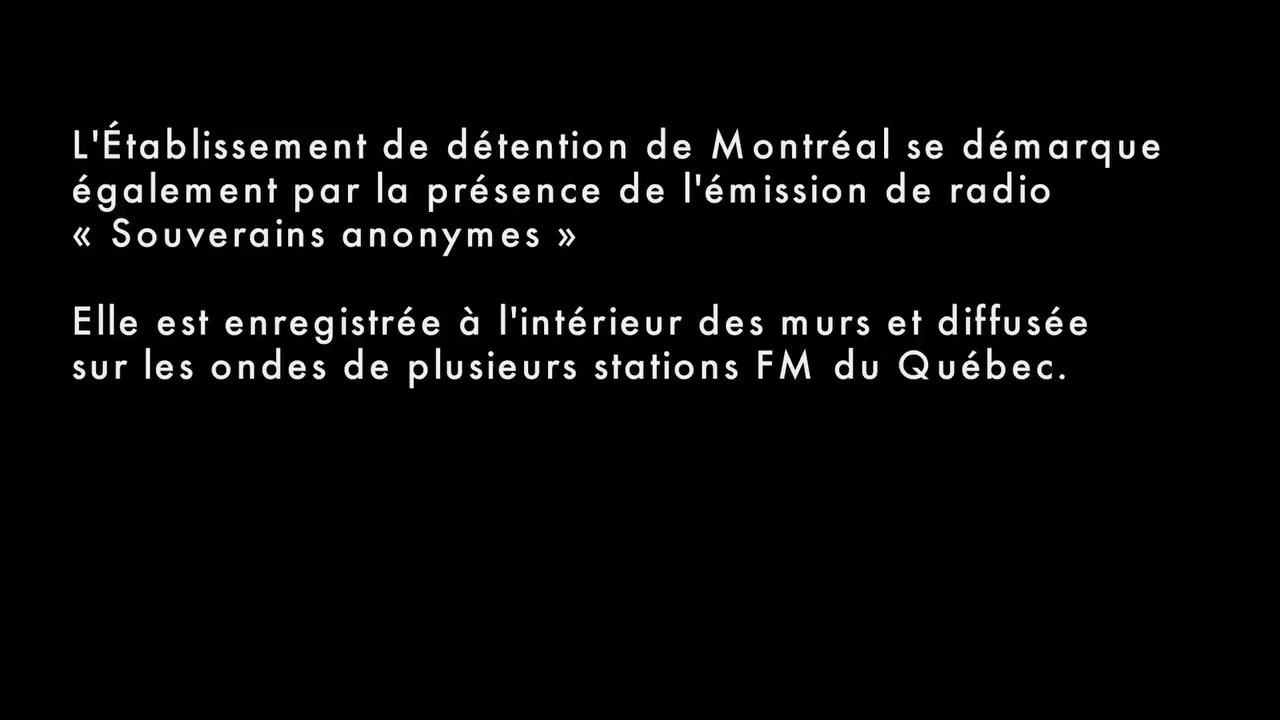 L'Établissement de détention de Montréal se démarque
également par la présence de l'émission de radio
« Souverains anonymes »
Elle est enregistrée à l'intérieur des murs et diffusée
sur les ondes de plusieurs stations FM du Québec.